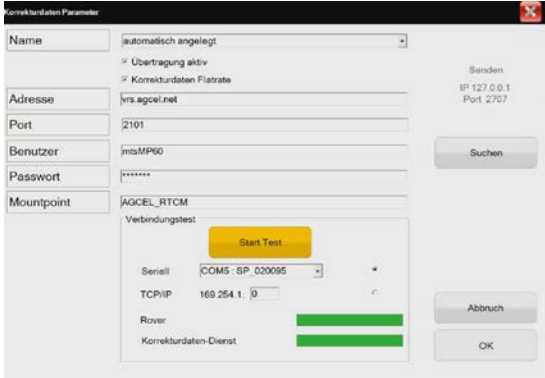 Korrekturdaten Parameter
Name
automatisch angelegt
Übertragung aktiv
Korrekturdaten Flatrate
Senden
IP 127.0.0.1
Port 2707
Adresse
vrs.agcel.net
Port
2101
Benutzer
mtsMP60
Suchen
Passwort
*******
Mountpoint
AGCEL_RTCM
Verbindungstest
Start Test
Seriell
COM5 : SP_020095
TCP/IP
169.254.1. 0
Rover
Korrekturdaten-Dienst
Abbruch
OK